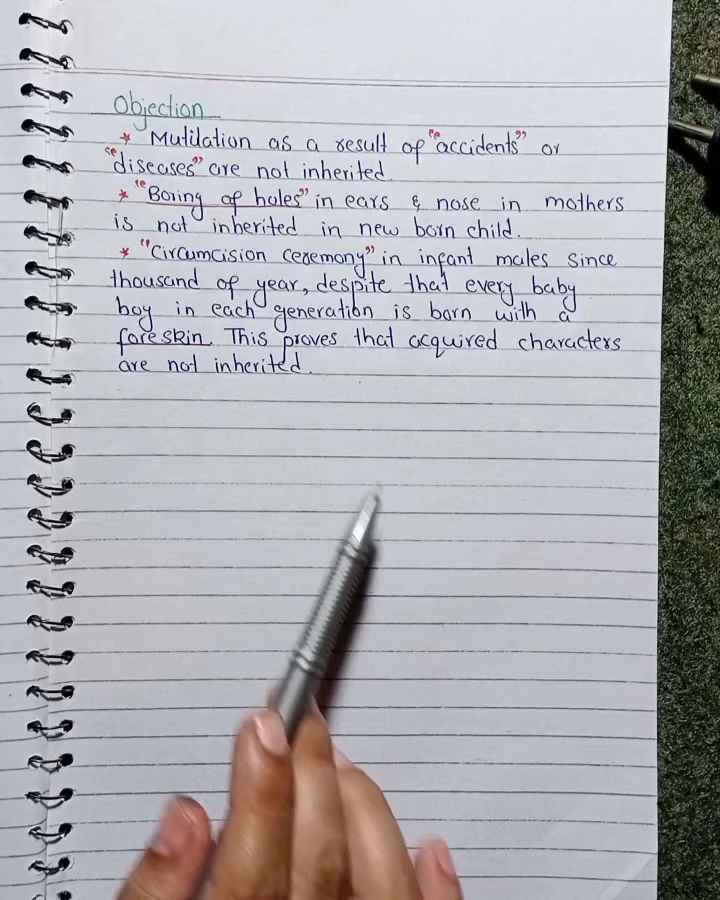 Objection
* Mutilation as a result of "accidents" or
"diseases" are not inherited.
* "Boring of holes" in ears & nose in mothers
is not inherited in new born child.
* "Circumcision ceremony" in infant males since
thousand of year, despite that every baby
boy in each generation is born with a
foreskin. This proves that acquired characters
are not inherited.